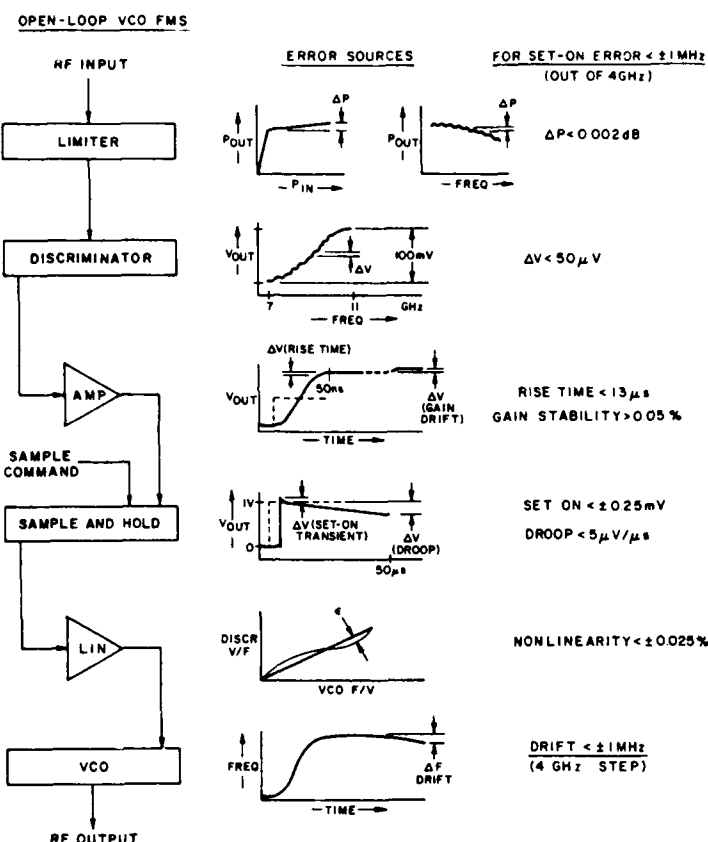 OPEN-LOOP VCO FMS
RF INPUT
ERROR SOURCES
FOR SET-ON ERROR < ±1MHz
(OUT OF 4GHz)
LIMITER
POUT
PIN
ΔP
POUT
FREQ
ΔP
ΔP<0.002dB
DISCRIMINATOR
VOUT
ΔV
100mV
7
11
GHz
FREQ
ΔV<50μV
AMP
ΔV(RISE TIME)
VOUT
50ns
ΔV
(GAIN
DRIFT)
TIME
RISE TIME<13μs
GAIN STABILITY>0.05%
SAMPLE
COMMAND
SAMPLE AND HOLD
VOUT
1V
0
ΔV(SET-ON
TRANSIENT)
ΔV
(DROOP)
50μs
SET ON<±0.25mV
DROOP<5μV/μs
LIN
DISCR
V/F
ϵ
VCO F/V
NONLINEARITY<±0.025%
VCO
FREQ
ΔF
DRIFT
TIME
DRIFT<±1MHz
(4 GHz STEP)
RF OUTPUT